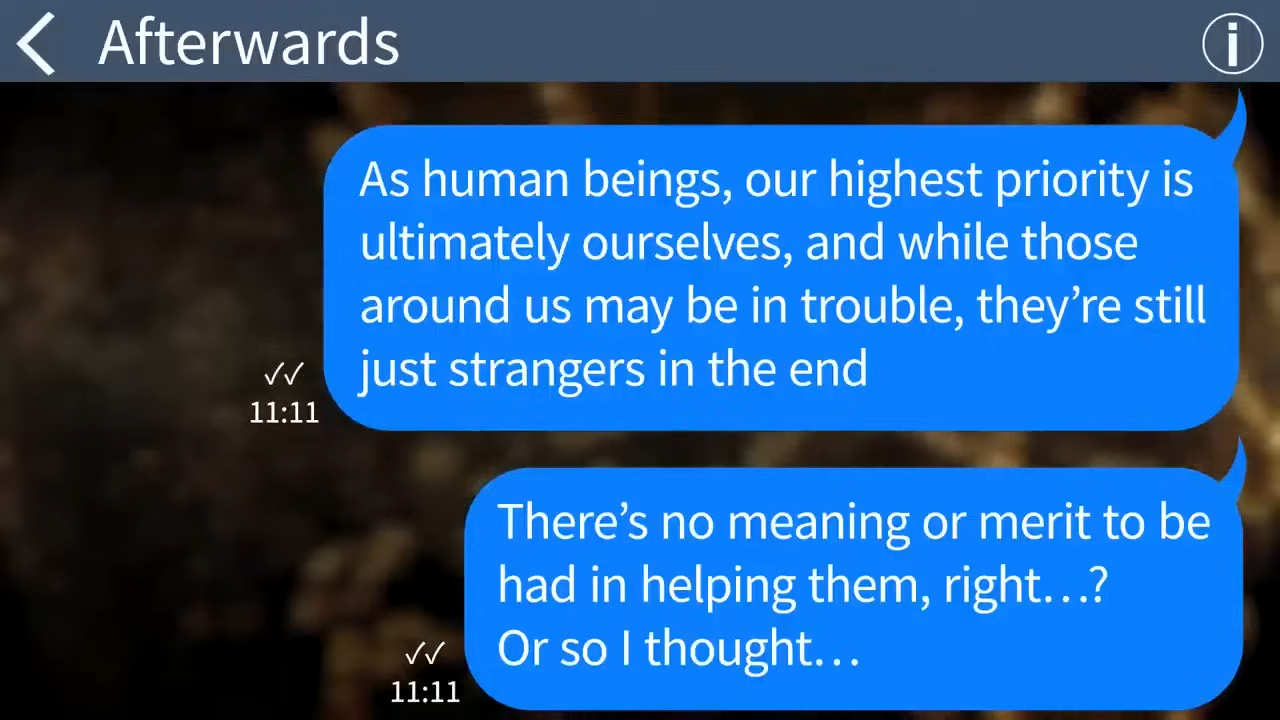 Afterwards
As human beings, our highest priority is
ultimately ourselves, and while those
around us may be in trouble, they’re still
just strangers in the end
✓✓
11:11
There’s no meaning or merit to be
had in helping them, right…?
Or so I thought…
✓✓
11:11